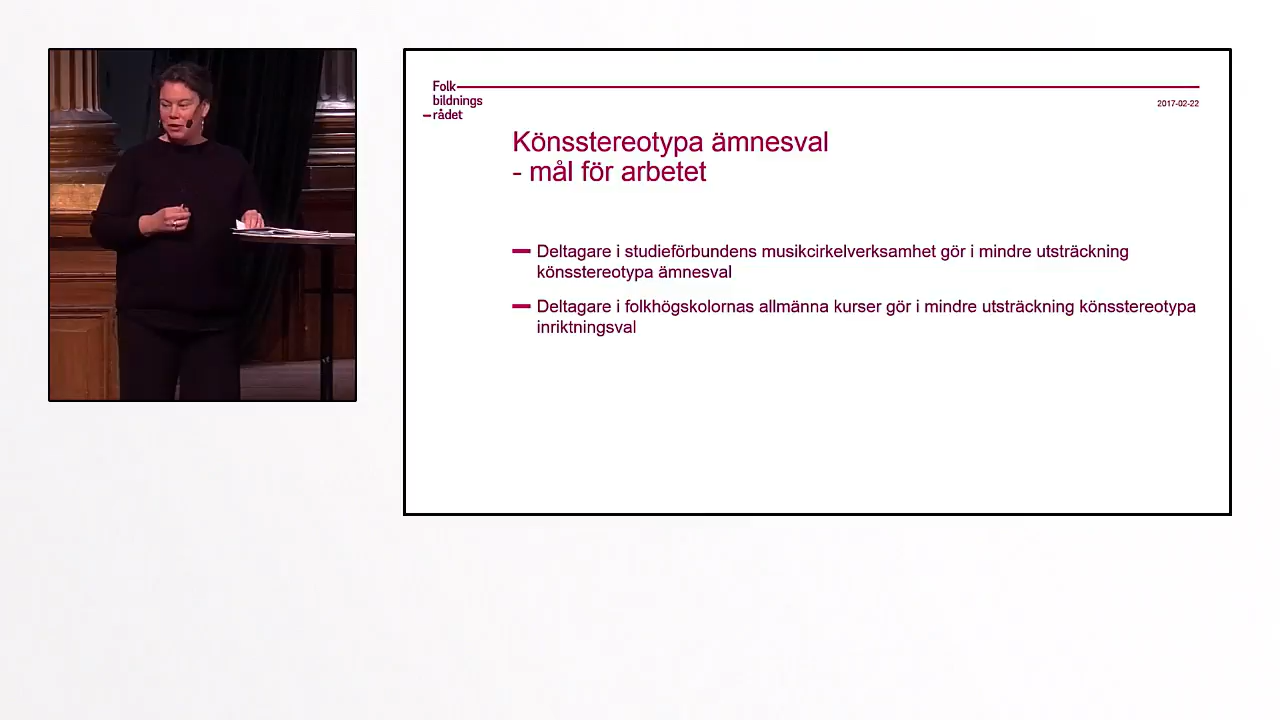 Folk
bildnings
rådet
2017-02-22
Könsstereotypa ämnesval
- mål för arbetet
Deltagare i studieförbundens musikcirkelverksamhet gör i mindre utsträckning
könsstereotypa ämnesval
Deltagare i folkhögskolornas allmänna kurser gör i mindre utsträckning könsstereotypa
inriktningsval